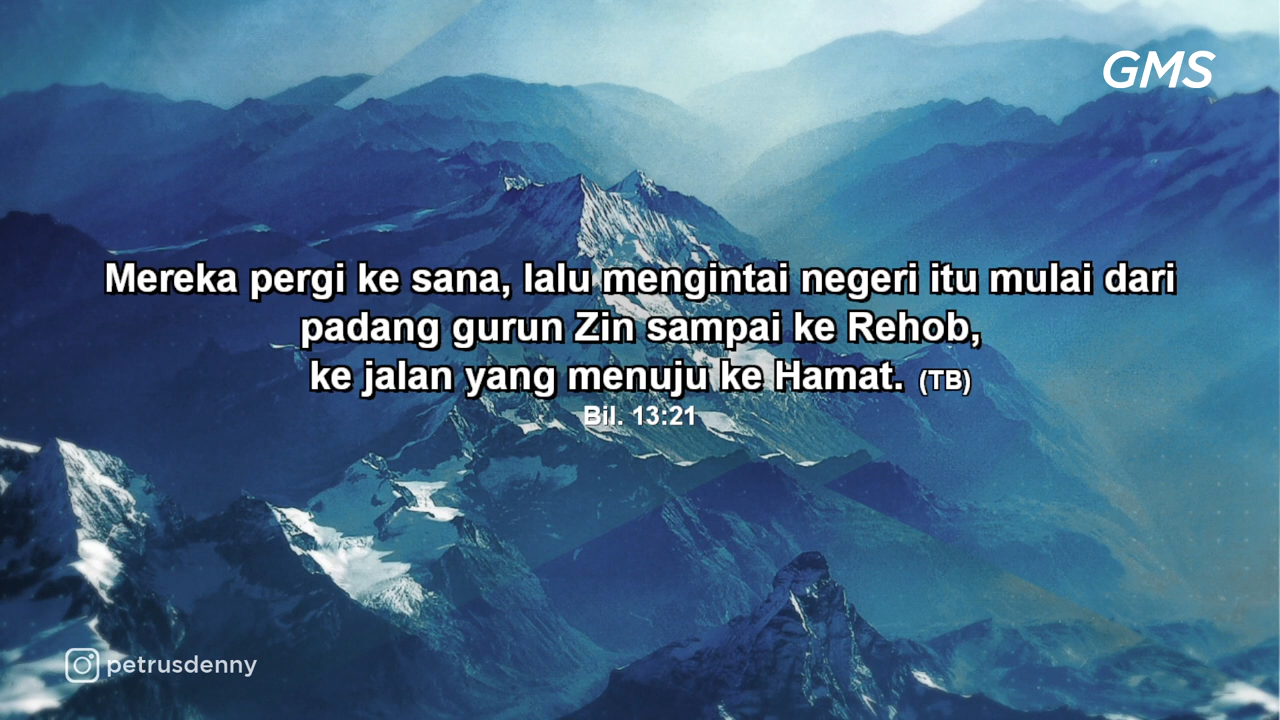 GMS
Mereka pergi ke sana, lalu mengintai negeri itu mulai dari
padang gurun Zin sampai ke Rehob,
ke jalan yang menuju ke Hamat. (TB)
Bil. 13:21
petrusdenny